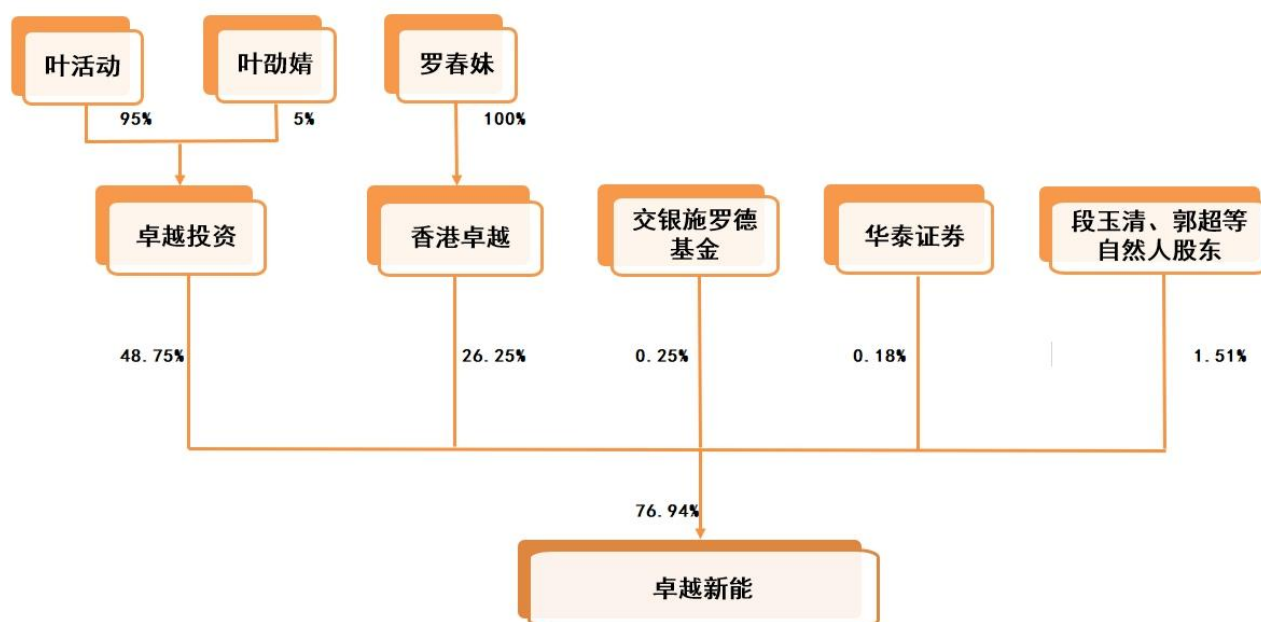 叶活动
叶劭婧
罗春妹
95%
5%
100%
卓越投资
香港卓越
交银施罗德
基金
华泰证券
段玉清、郭超等
自然人股东
48.75%
26.25%
0.25%
0.18%
1.51%
76.94%
卓越新能